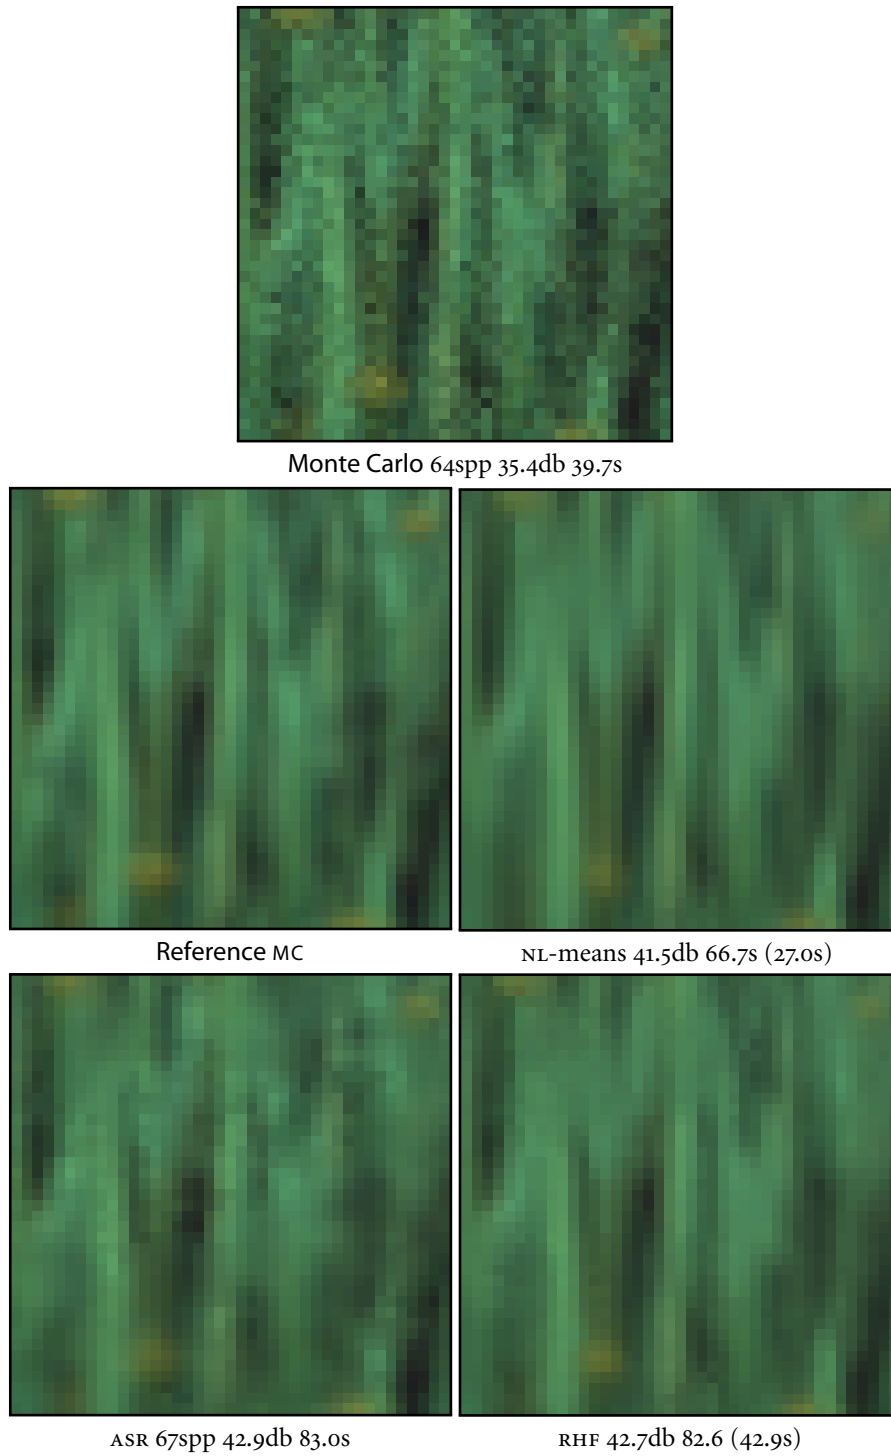 Monte Carlo 64spp 35.4db 39.7s
Reference MC
NL-means 41.5db 66.7s (27.0s)
ASR 67spp 42.9db 83.0s
RHF 42.7db 82.6 (42.9s)